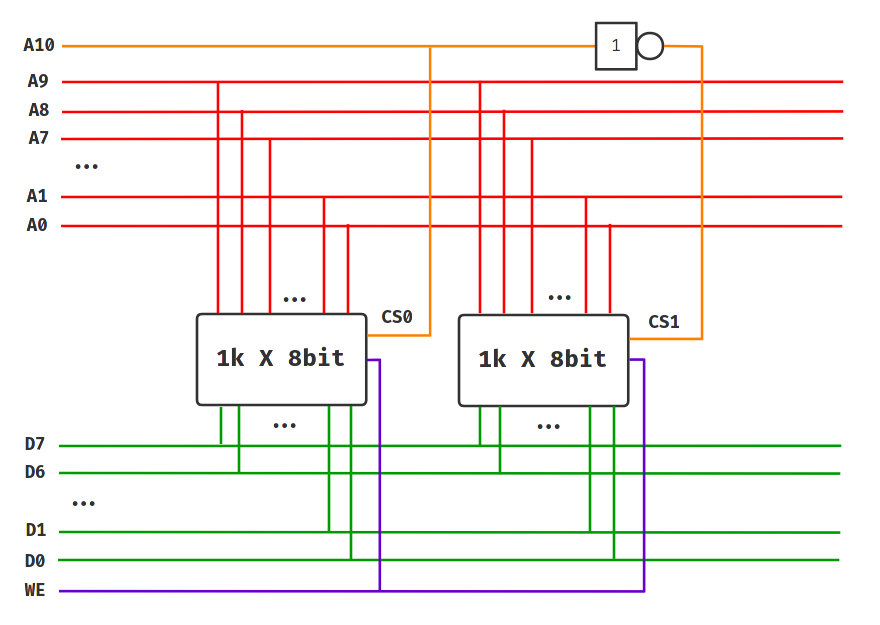 A10
1
A9
A8
A7
...
A1
A0
...
...
CS0
CS1
1k X 8bit
1k X 8bit
...
...
D7
D6
...
D1
D0
WE